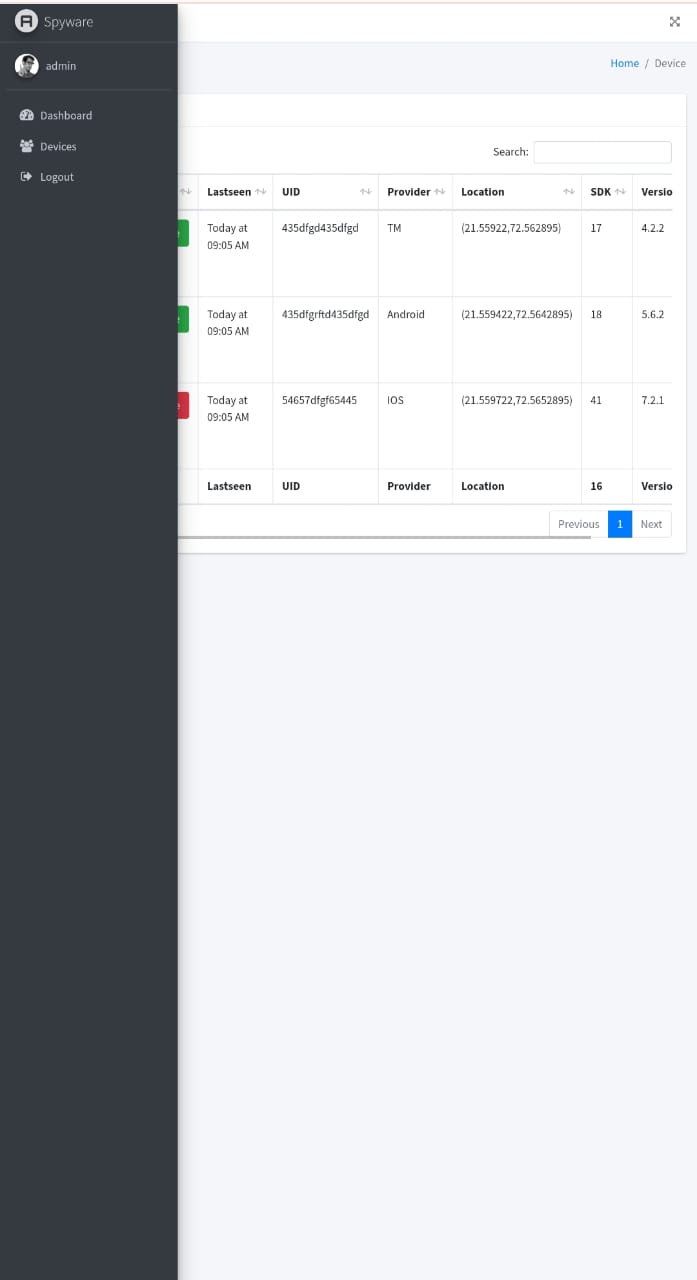 Spyware
admin
Home / Device
Dashboard
Devices
Logout
Search:
Lastseen UID Provider Location SDK Versio
Today at 09:05 AM 435dfgd435dfgd TM (21.55922,72.562895) 17 4.2.2
Today at 09:05 AM 435dfgrftd435dfgd Android (21.559422,72.5642895) 18 5.6.2
Today at 09:05 AM 54657dfgf65445 IOS (21.559722,72.5652895) 41 7.2.1
Lastseen UID Provider Location 16 Versio
Previous 1 Next